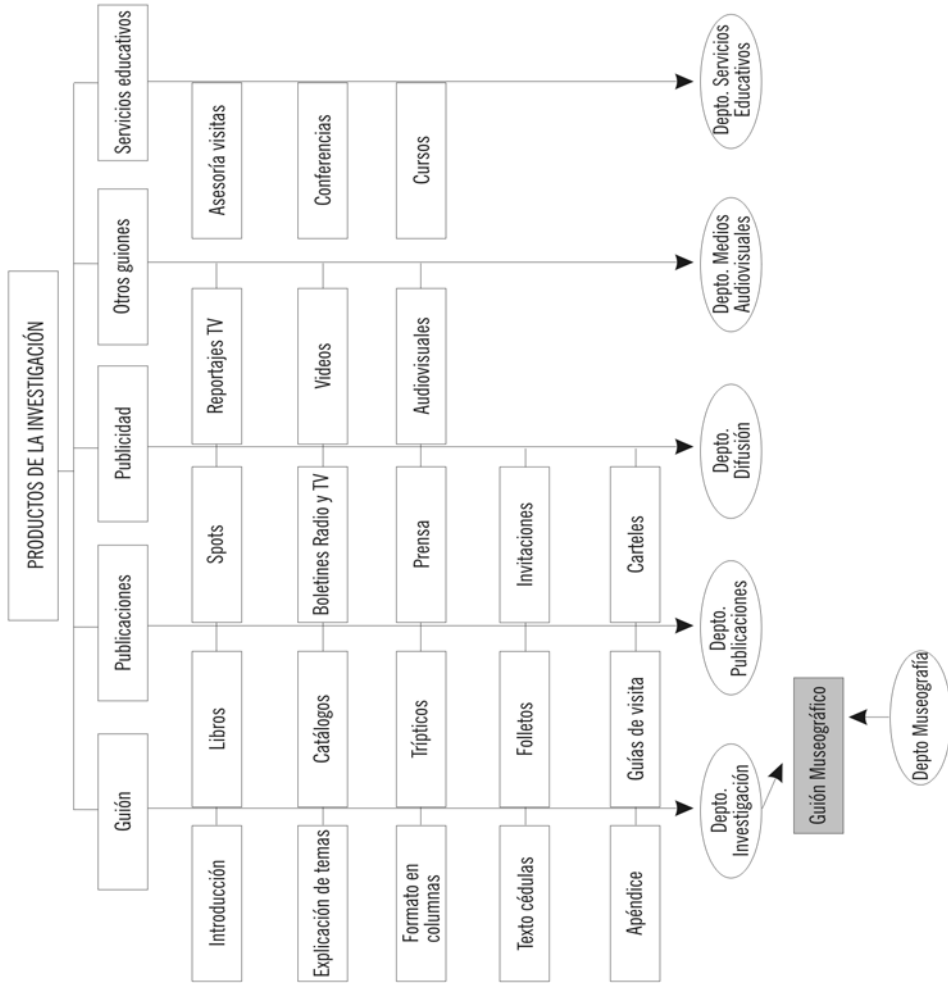 PRODUCTOS DE LA INVESTIGACIÓN
Guión
Publicaciones
Publicidad
Otros guiones
Servicios educativos
Introducción
Libros
Spots
Reportajes TV
Asesoría visitas
Explicación de temas
Catálogos
Boletines Radio y TV
Videos
Conferencias
Formato en
columnas
Trípticos
Prensa
Audiovisuales
Cursos
Texto cédulas
Folletos
Invitaciones
Apéndice
Guías de visita
Carteles
Depto.
Investigación
Depto.
Publicaciones
Depto.
Difusión
Depto. Medios
Audiovisuales
Depto. Servicios
Educativos
Guión Museográfico
Depto Museografía